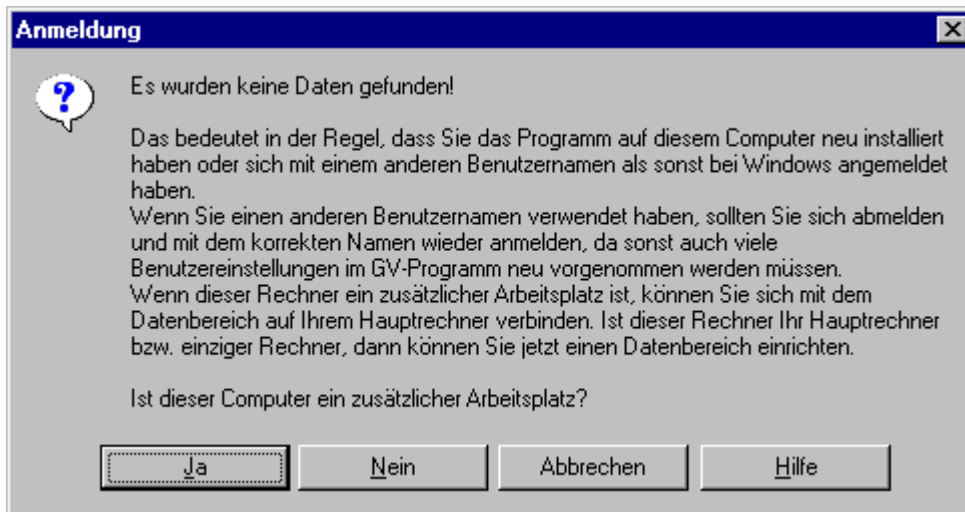 Anmeldung
Es wurden keine Daten gefunden!
Das bedeutet in der Regel, dass Sie das Programm auf diesem Computer neu installiert
haben oder sich mit einem anderen Benutzernamen als sonst bei Windows angemeldet
haben.
Wenn Sie einen anderen Benutzernamen verwendet haben, sollten Sie sich abmelden
und mit dem korrekten Namen wieder anmelden, da sonst auch viele
Benutzereinstellungen im GV-Programm neu vorgenommen werden müssen.
Wenn dieser Rechner ein zusätzlicher Arbeitsplatz ist, können Sie sich mit dem
Datenbereich auf Ihrem Hauptrechner verbinden. Ist dieser Rechner Ihr Hauptrechner
bzw. einziger Rechner, dann können Sie jetzt einen Datenbereich einrichten.
Ist dieser Computer ein zusätzlicher Arbeitsplatz?
Ja Nein Abbrechen Hilfe